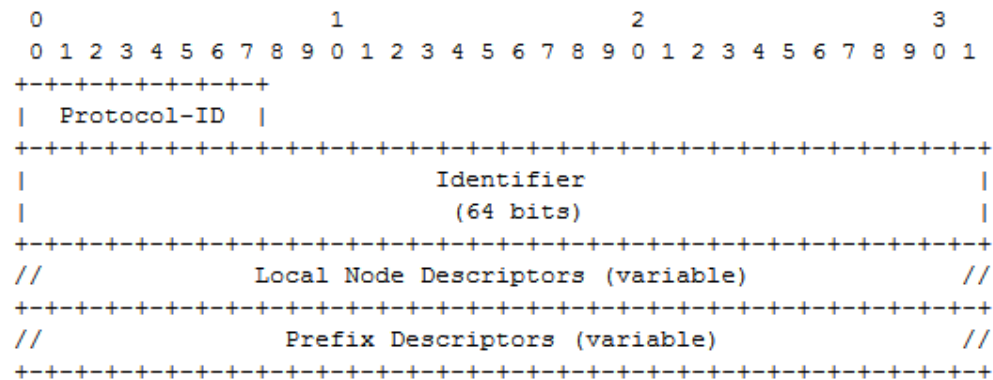 0                   1                   2                   3
 0 1 2 3 4 5 6 7 8 9 0 1 2 3 4 5 6 7 8 9 0 1 2 3 4 5 6 7 8 9 0 1
+-+-+-+-+-+-+-+-+
|  Protocol-ID  |
+-+-+-+-+-+-+-+-+-+-+-+-+-+-+-+-+-+-+-+-+-+-+-+-+-+-+-+-+-+-+-+-+
|                           Identifier                          |
|                            (64 bits)                          |
+-+-+-+-+-+-+-+-+-+-+-+-+-+-+-+-+-+-+-+-+-+-+-+-+-+-+-+-+-+-+-+-+
//              Local Node Descriptors (variable)              //
+-+-+-+-+-+-+-+-+-+-+-+-+-+-+-+-+-+-+-+-+-+-+-+-+-+-+-+-+-+-+-+-+
//                Prefix Descriptors (variable)                //
+-+-+-+-+-+-+-+-+-+-+-+-+-+-+-+-+-+-+-+-+-+-+-+-+-+-+-+-+-+-+-+-+